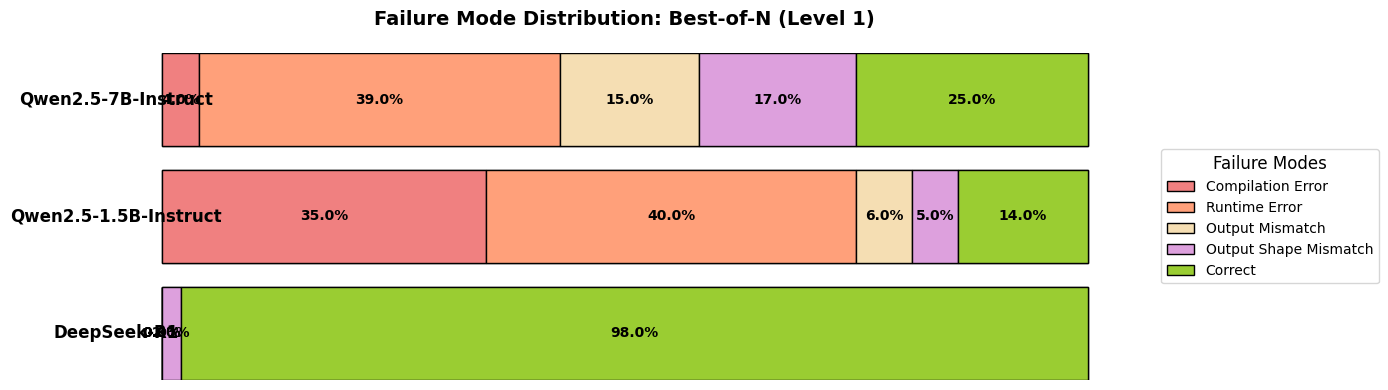 Failure Mode Distribution: Best-of-N (Level 1)
Qwen2.5-7B-Instruct
39.0%
15.0%
17.0%
25.0%
Failure Modes
Compilation Error
Runtime Error
Output Mismatch
Output Shape Mismatch
Correct
Qwen2.5-1.5B-Instruct
35.0%
40.0%
6.0%
5.0%
14.0%
DeepSeek-R1
98.0%